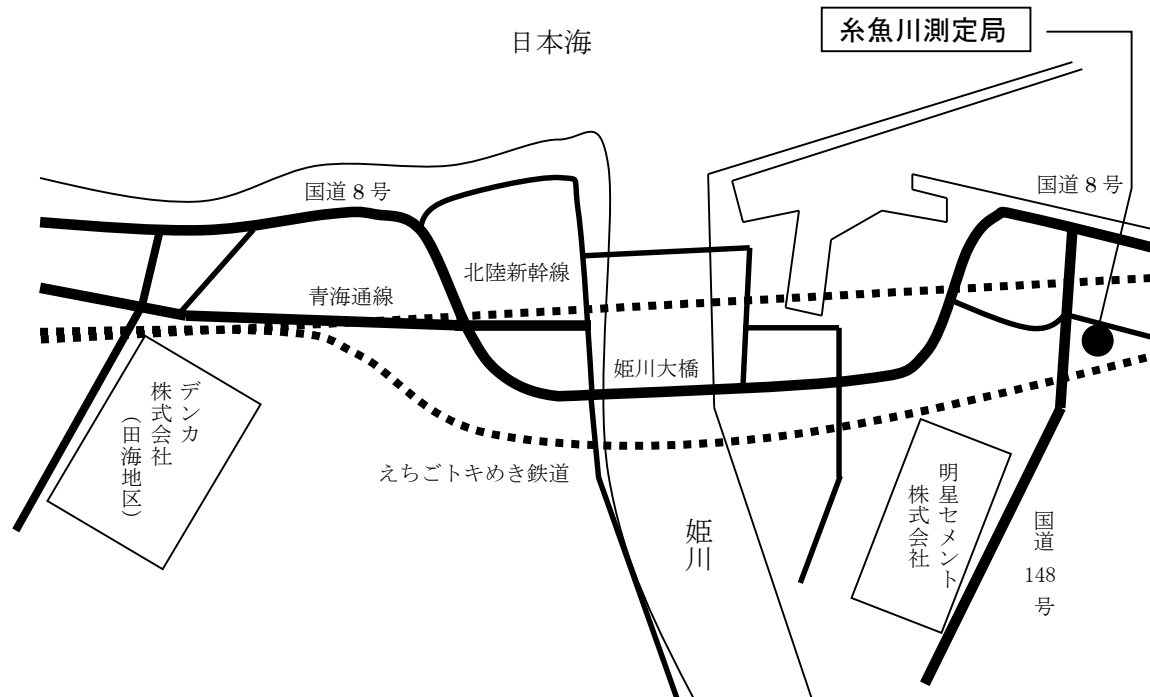 日本海
糸魚川測定局
国道8号
国道8号
北陸新幹線
青海通線
姫川大橋
デンカ
株式会社
（田海地区）
えちごトキめき鉄道
姫川
明星セメント
株式会社
国道
148
号